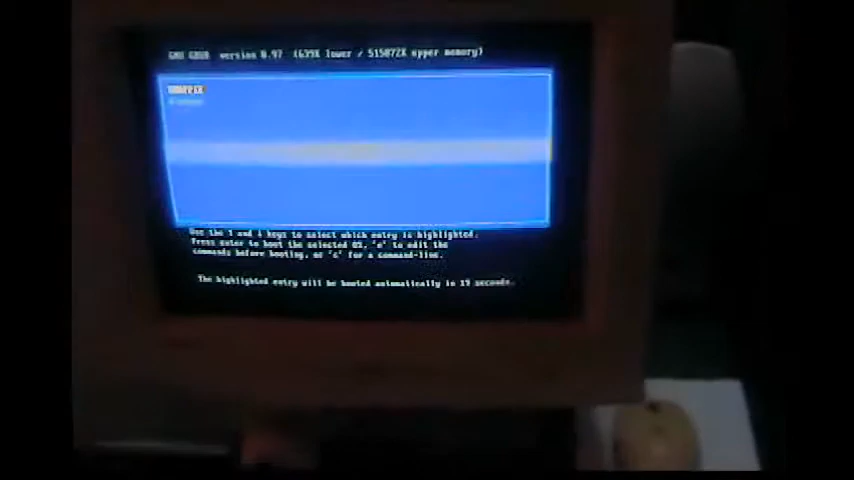 GNU GRUB version 0.97 (639K lower / 515072K upper memory)
Use the ↑ and ↓ keys to select which entry is highlighted.
Press enter to boot the selected OS, 'e' to edit the
commands before booting, or 'c' for a command-line.
The highlighted entry will be booted automatically in 19 seconds.